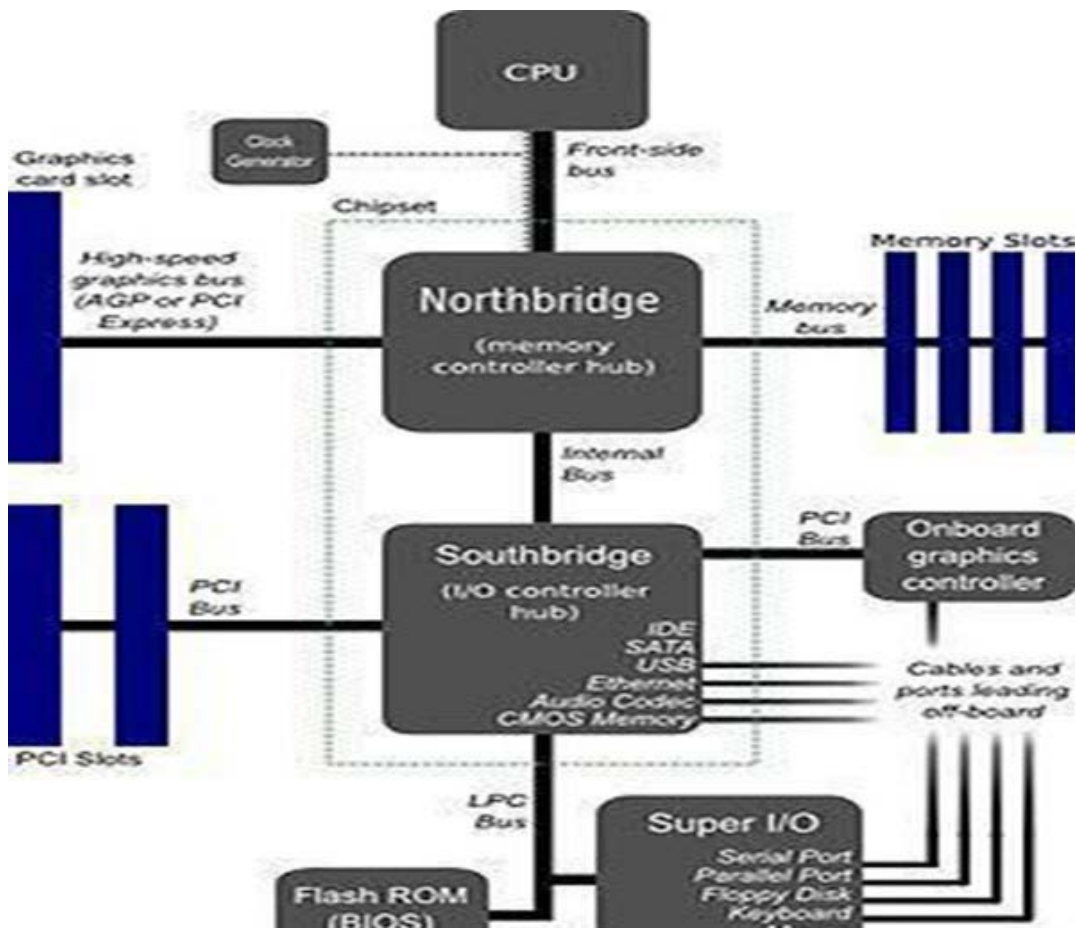 CPU
Clock
Generator
Front-side
bus
Graphics
card slot
Chipset
High-speed
graphics bus
(AGP or PCI
Express)
Northbridge
(memory
controller hub)
Memory Slots
Memory
bus
Internal
Bus
PCI
Bus
Onboard
graphics
controller
Southbridge
(I/O controller
hub)
PCI
Bus
IDE
SATA
USB
Ethernet
Audio Codec
CMOS Memory
Cables and
ports leading
off-board
PCI Slots
LPC
Bus
Super I/O
Serial Port
Parallel Port
Floppy Disk
Keyboard
Flash ROM
(BIOS)